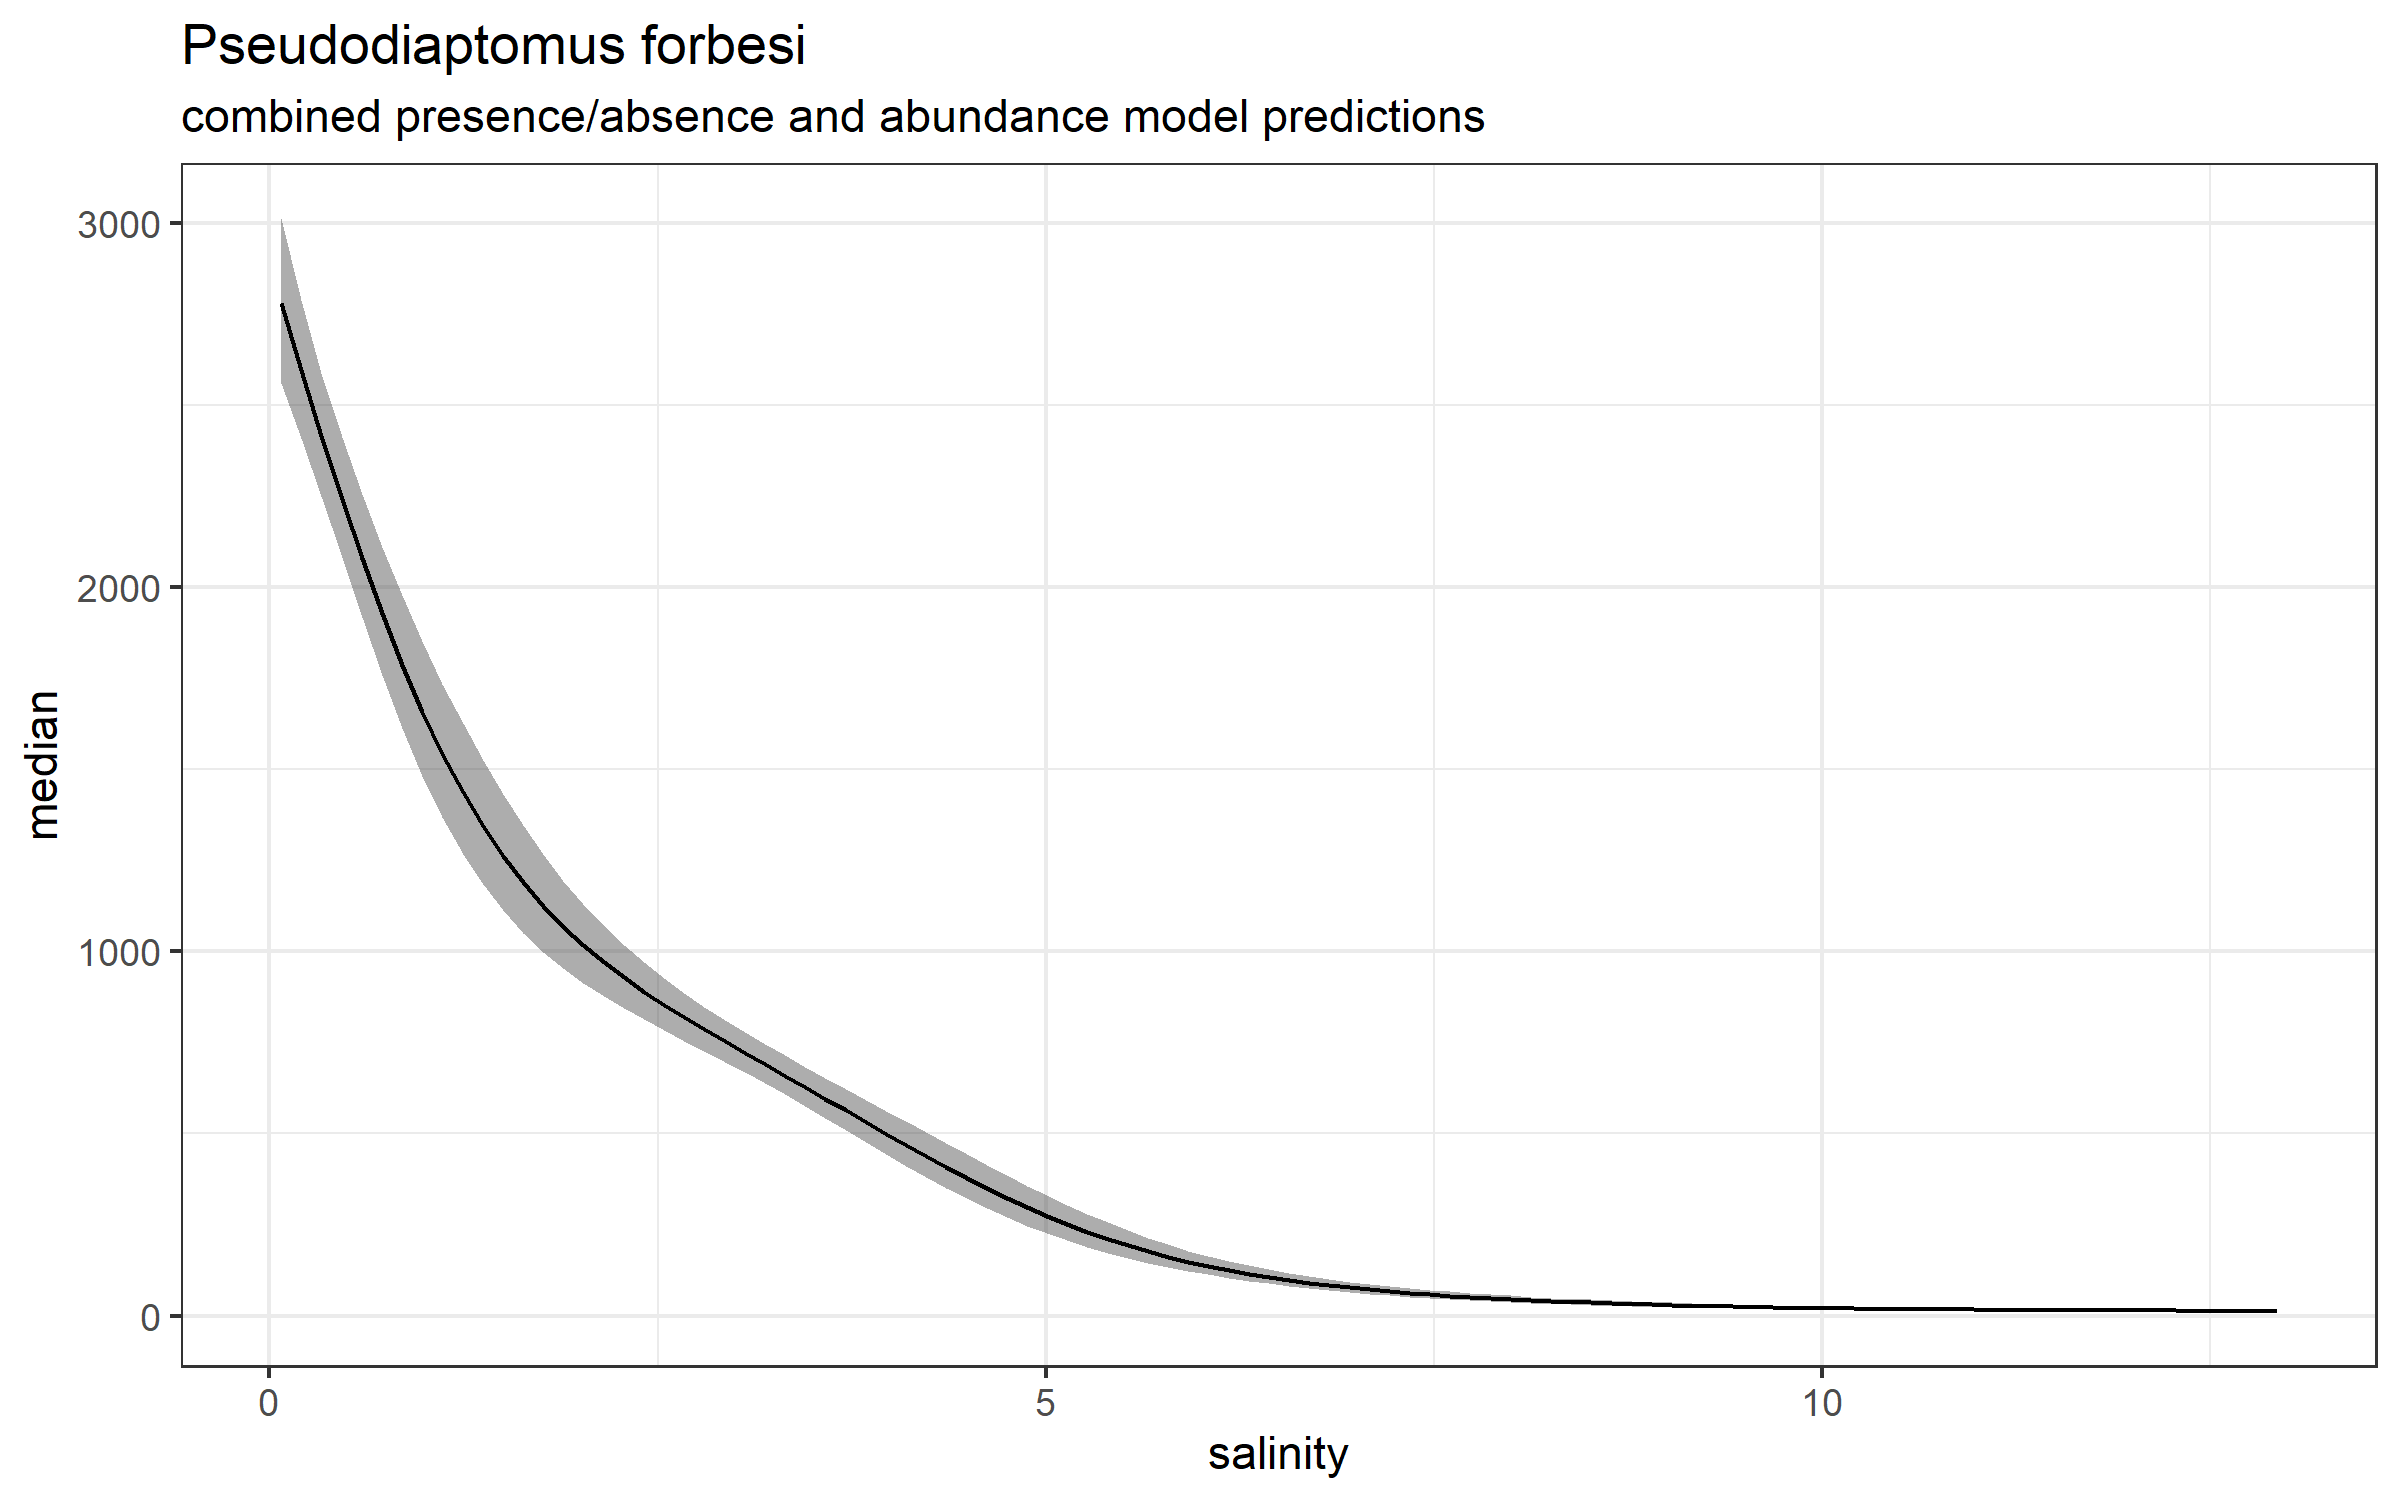 Pseudodiaptomus forbesi
combined presence/absence and abundance model predictions
3000
2000
1000
0
median
0 5 10
salinity